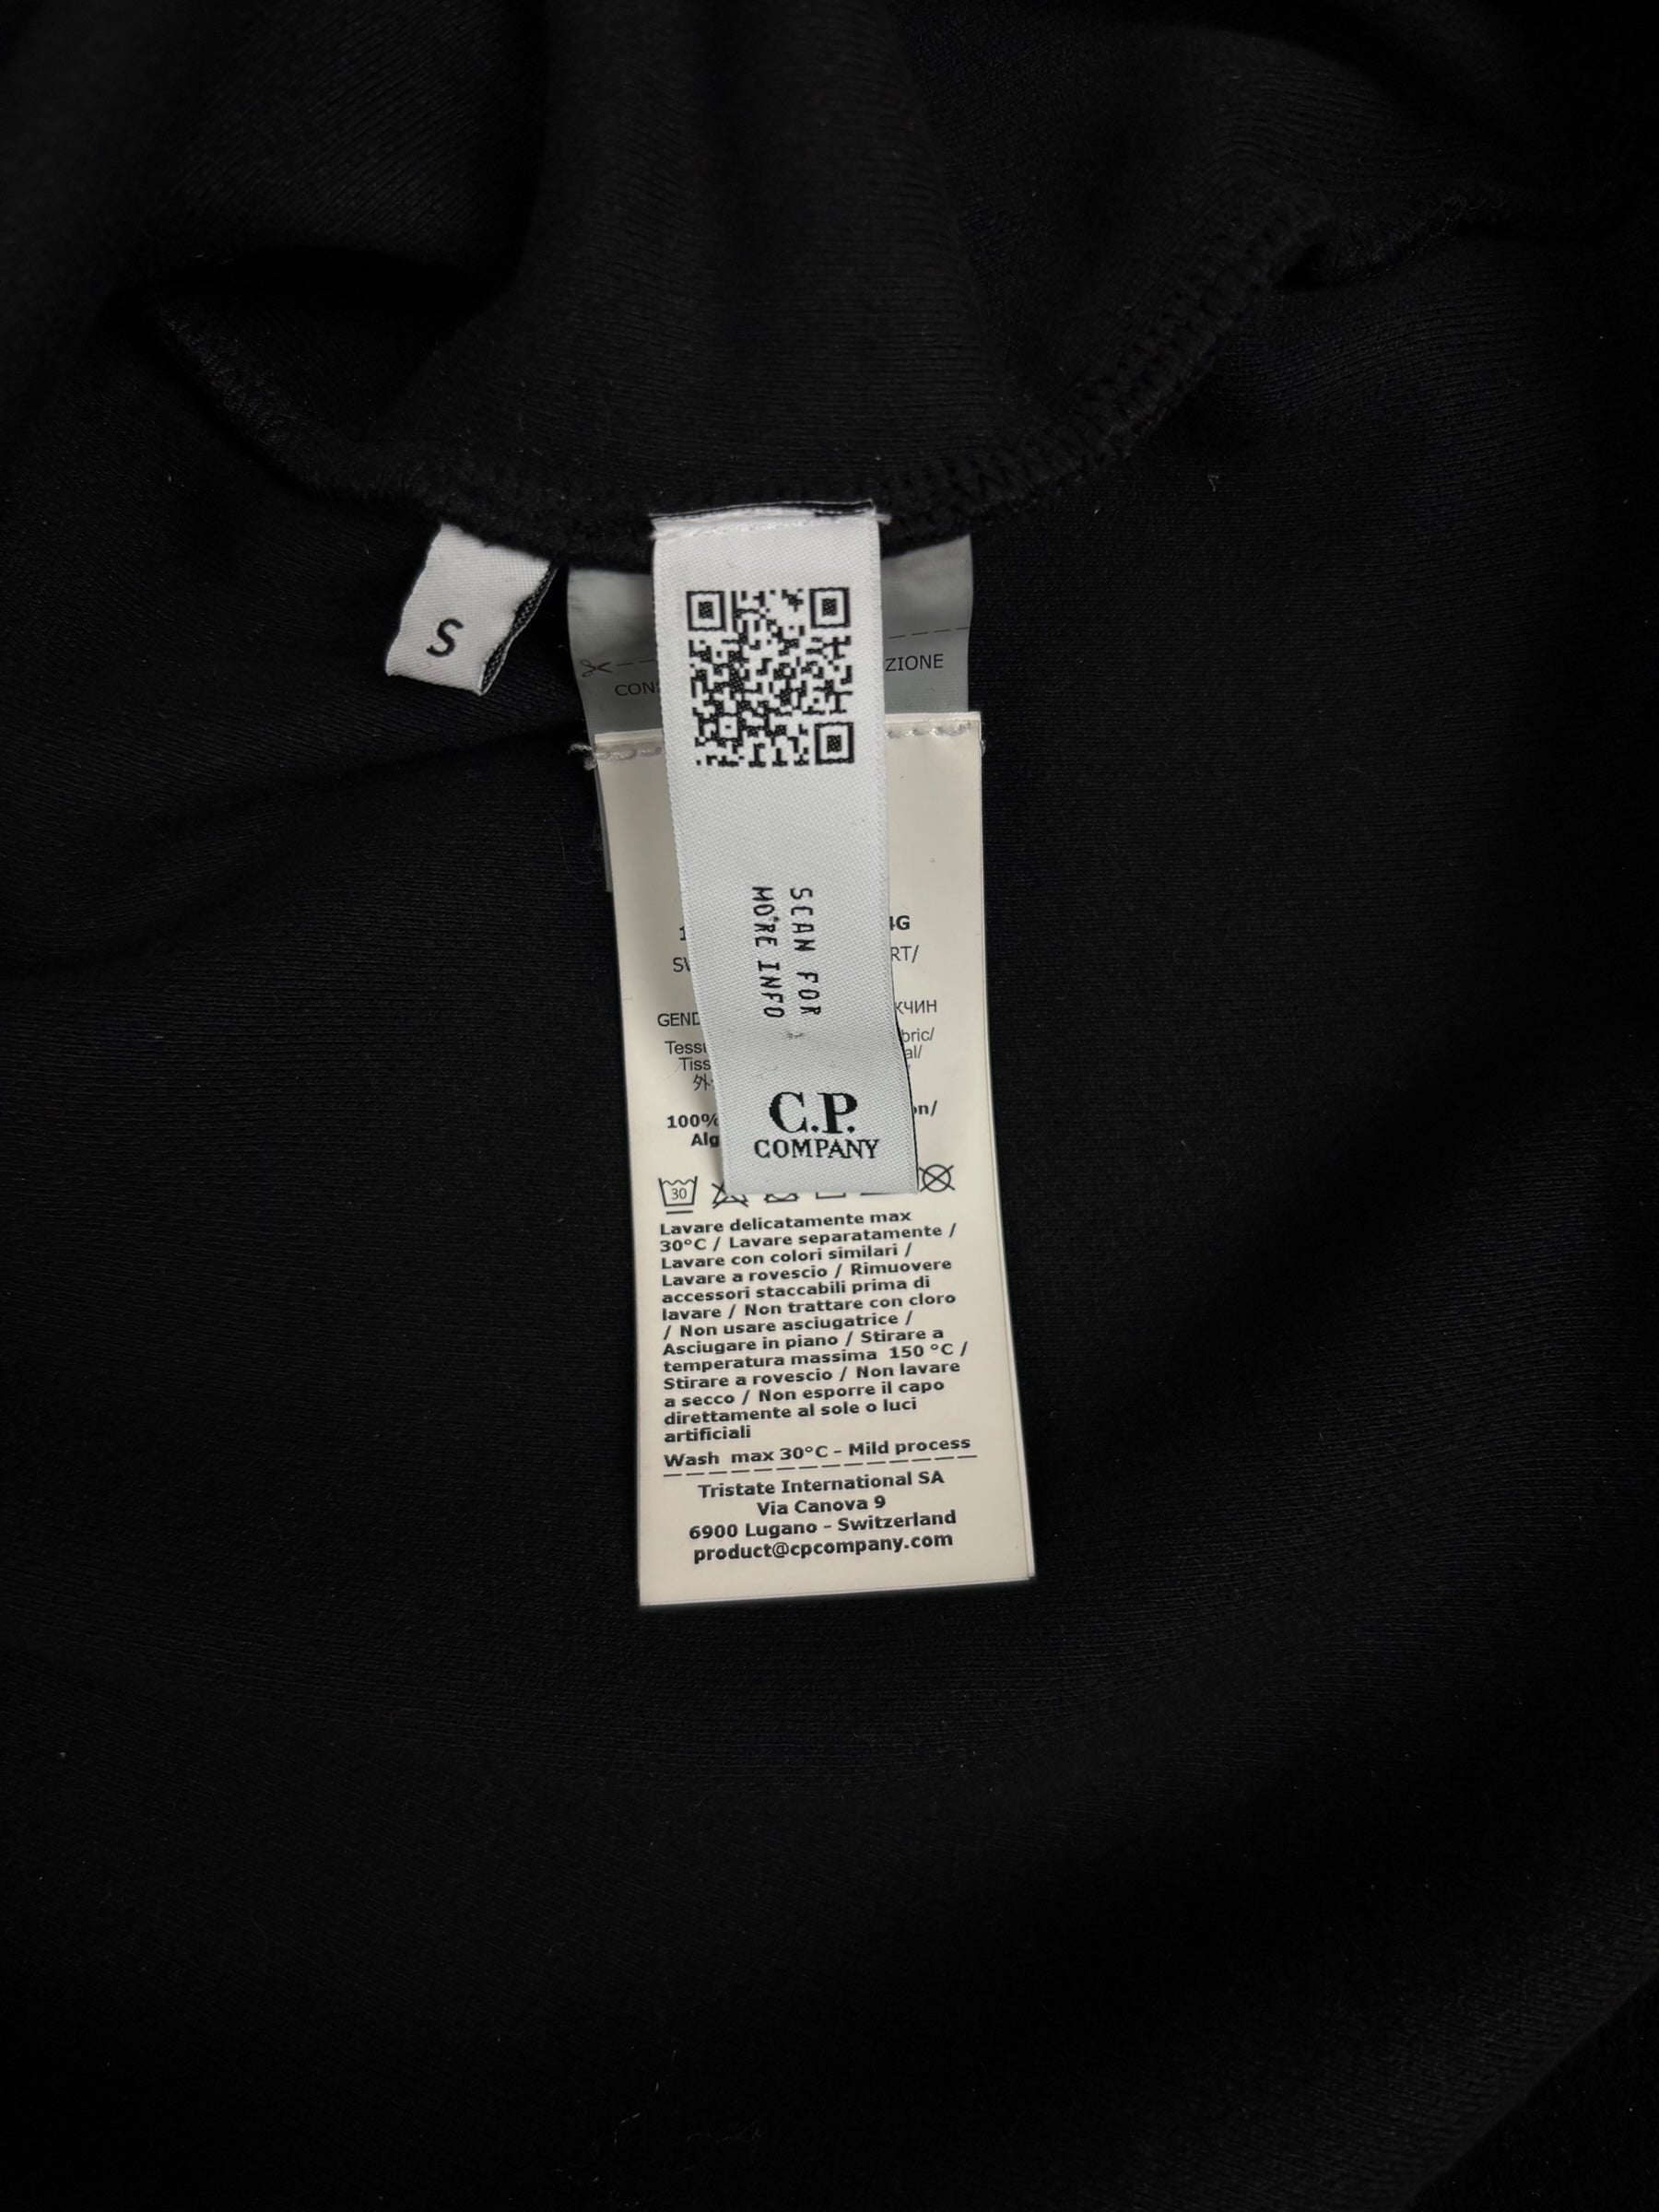 S
ZIONE
CON
SCAN FOR
MORE INFO
C.P.
COMPANY
4G
RT/
GEND
жчин
Tessu
bric/
Tiss
al/
外
100%
on/
Alg
30
Lavare delicatamente max
30°C / Lavare separatamente /
Lavare con colori similari /
Lavare a rovescio / Rimuovere
accessori staccabili prima di
lavare / Non trattare con cloro
/ Non usare asciugatrice /
Asciugare in piano / Stirare a
temperatura massima 150 °C /
Stirare a rovescio / Non lavare
a secco / Non esporre il capo
direttamente al sole o luci
artificiali
Wash max 30°C - Mild process
Tristate International SA
Via Canova 9
6900 Lugano - Switzerland
product@cpcompany.com